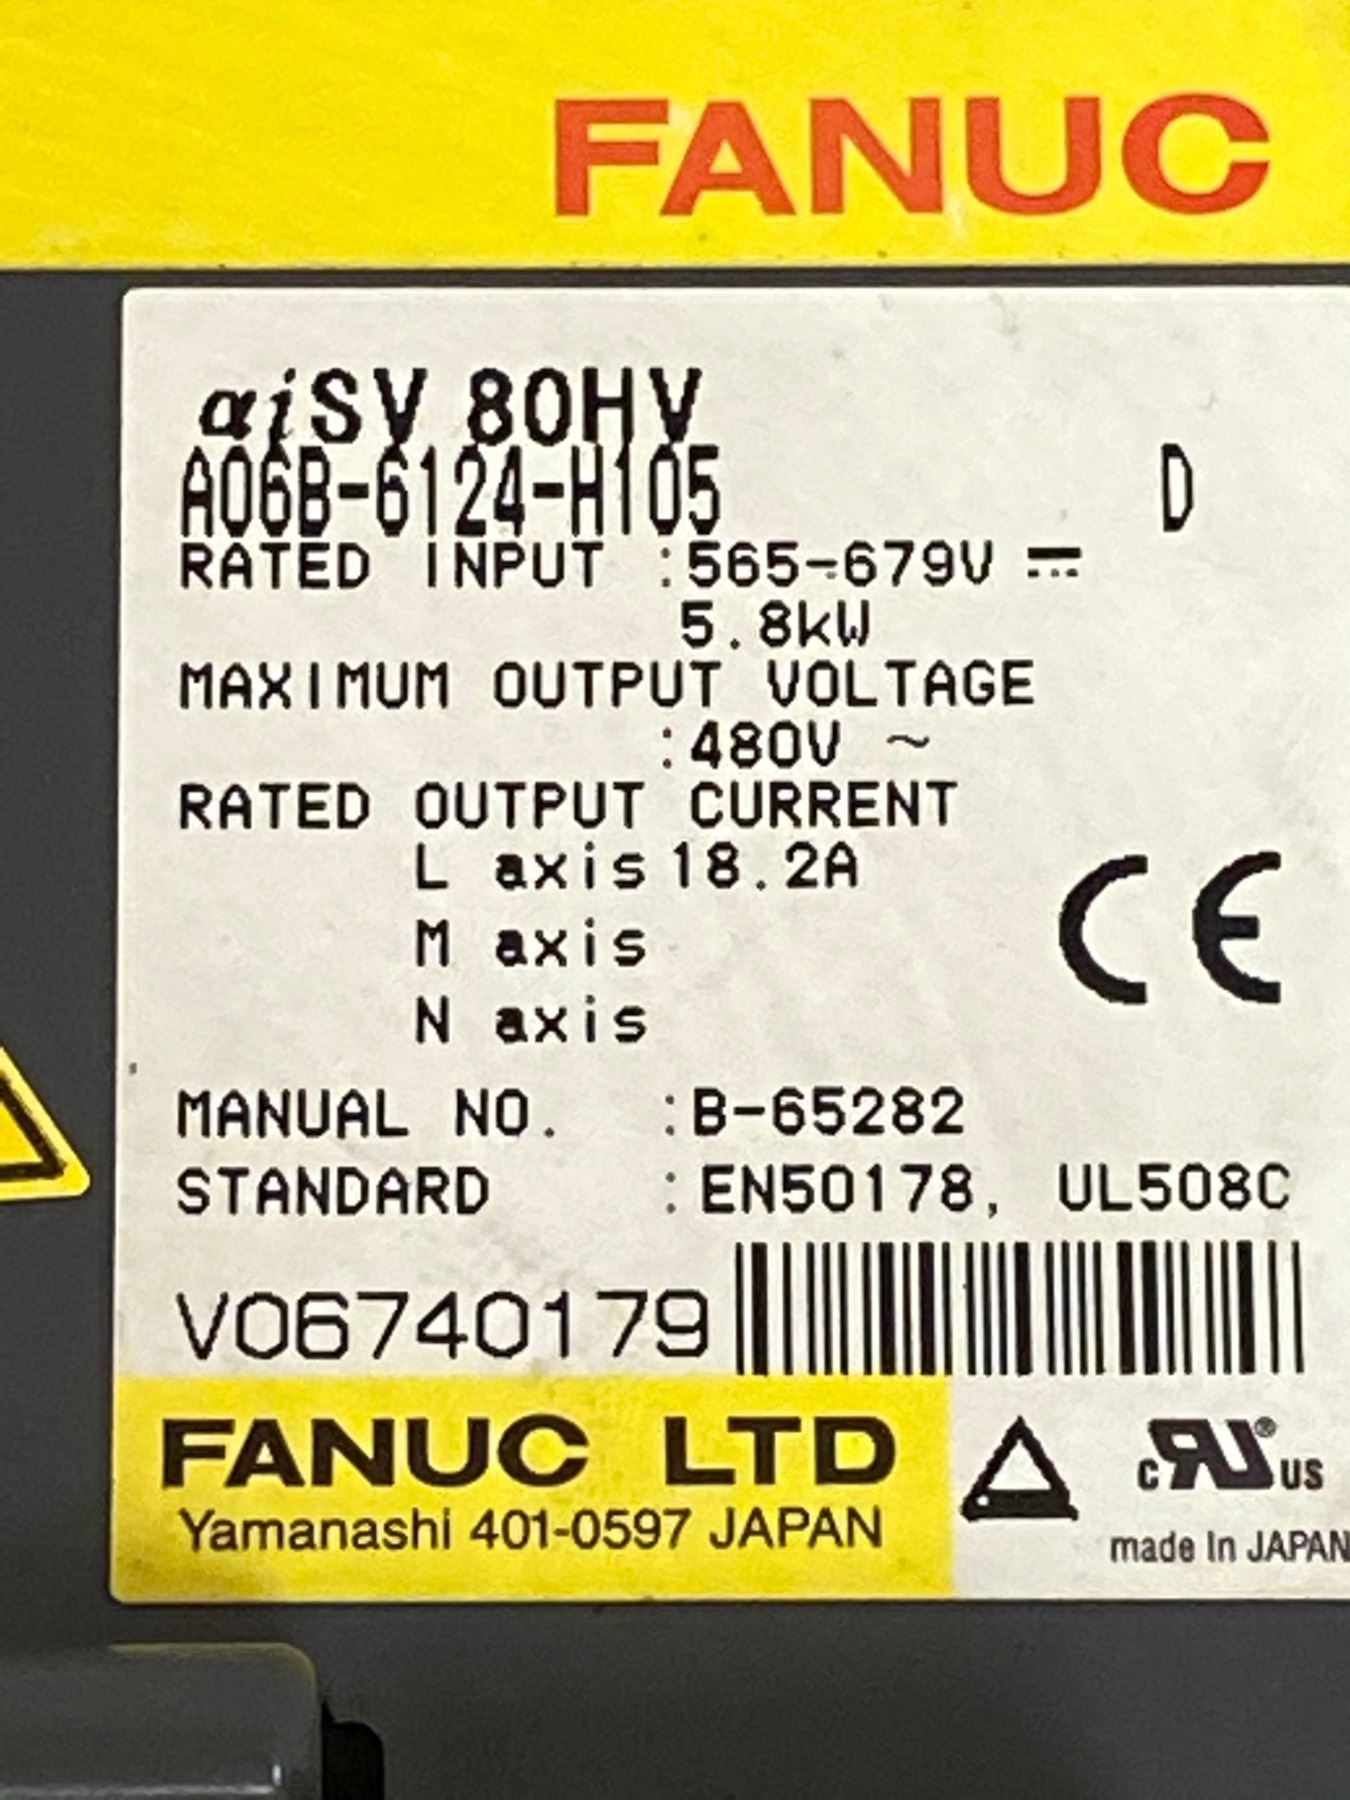 FANUC
αiSV 80HV
A06B-6124-H105 D
RATED INPUT :565-679V ⎓
5.8kW
MAXIMUM OUTPUT VOLTAGE
:480V ~
RATED OUTPUT CURRENT
L axis 18.2A
M axis
N axis
CE
MANUAL NO. :B-65282
STANDARD :EN50178, UL508C
V06740179
FANUC LTD
Yamanashi 401-0597 JAPAN
c RU ® US
made in JAPAN